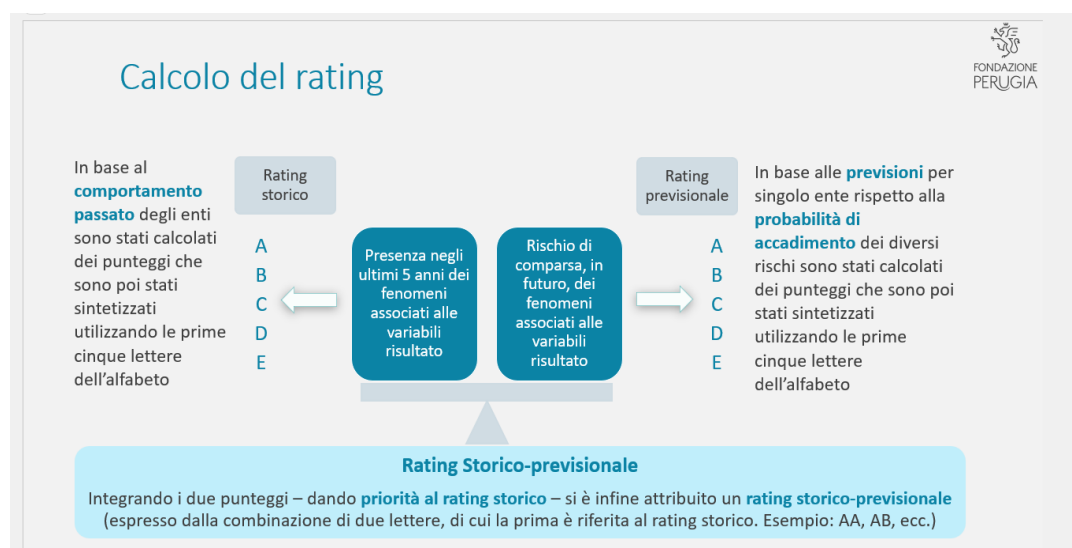 Calcolo del rating
FONDAZIONE
PERUGIA
In base al
comportamento
passato degli enti
sono stati calcolati
dei punteggi che
sono poi stati
sintetizzati
utilizzando le prime
cinque lettere
dell’alfabeto
Rating
storico
A
B
C
D
E
Presenza negli
ultimi 5 anni dei
fenomeni
associati alle
variabili
risultato
Rischio di
comparsa, in
futuro, dei
fenomeni
associati alle
variabili
risultato
Rating
previsionale
A
B
C
D
E
In base alle previsioni per
singolo ente rispetto alla
probabilità di
accadimento dei diversi
rischi sono stati calcolati
dei punteggi che sono poi
stati sintetizzati
utilizzando le prime
cinque lettere
dell’alfabeto
Rating Storico-previsionale
Integrando i due punteggi – dando priorità al rating storico – si è infine attribuito un rating storico-previsionale
(espresso dalla combinazione di due lettere, di cui la prima è riferita al rating storico. Esempio: AA, AB, ecc.)